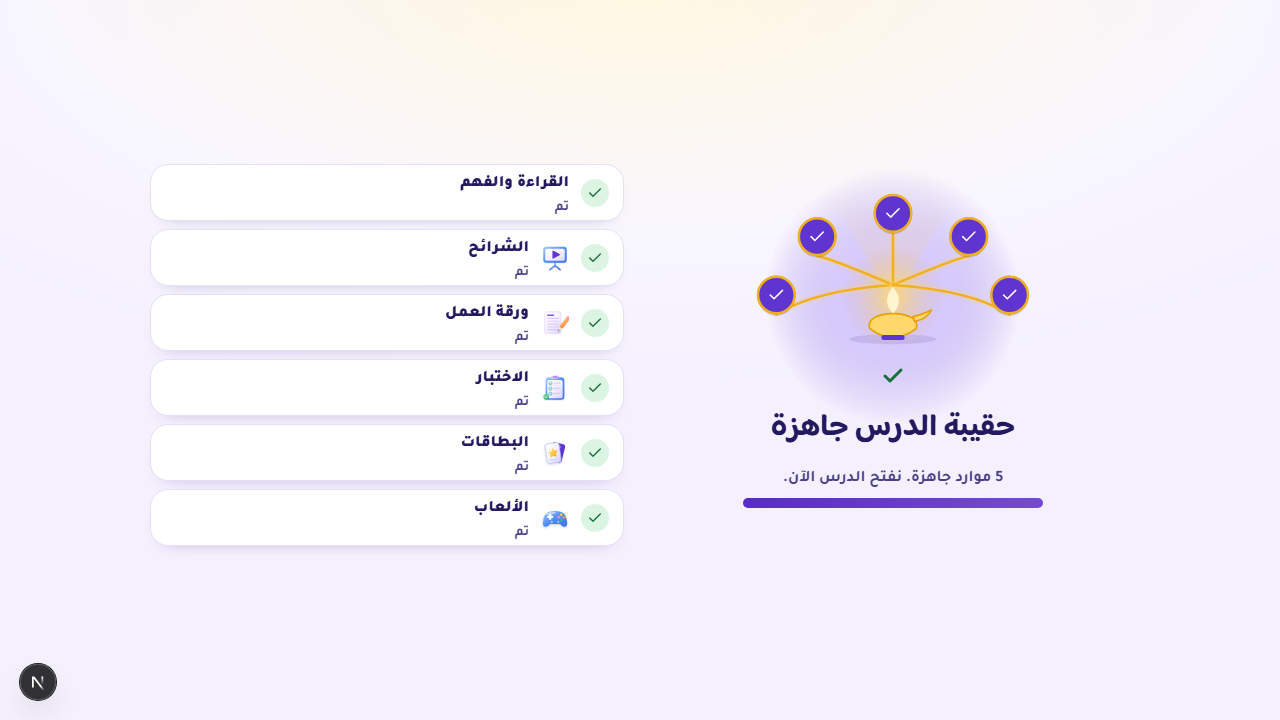 حقيبة الدرس جاهزة
5 موارد جاهزة. نفتح الدرس الآن.
القراءة والفهم
تم
الشرائح
تم
ورقة العمل
تم
الاختبار
تم
البطاقات
تم
الألعاب
تم
N